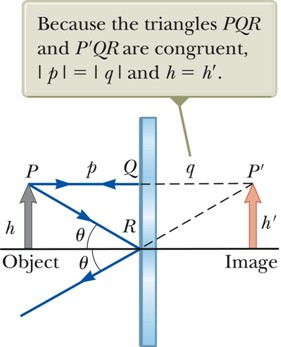 Because the triangles PQR
and P'QR are congruent,
|p| = |q| and h = h'.
P p Q q P'
h θ R h'
θ
Object Image